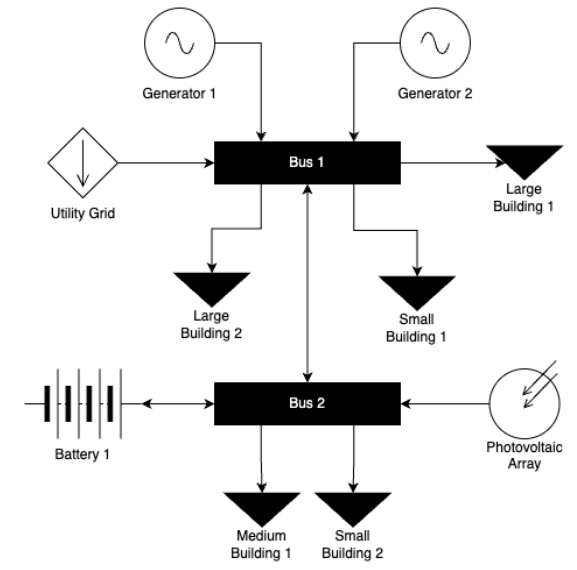 Generator 1
Generator 2
Bus 1
Utility Grid
Large
Building 1
Large
Building 2
Small
Building 1
Bus 2
Battery 1
Photovoltaic
Array
Medium
Building 1
Small
Building 2